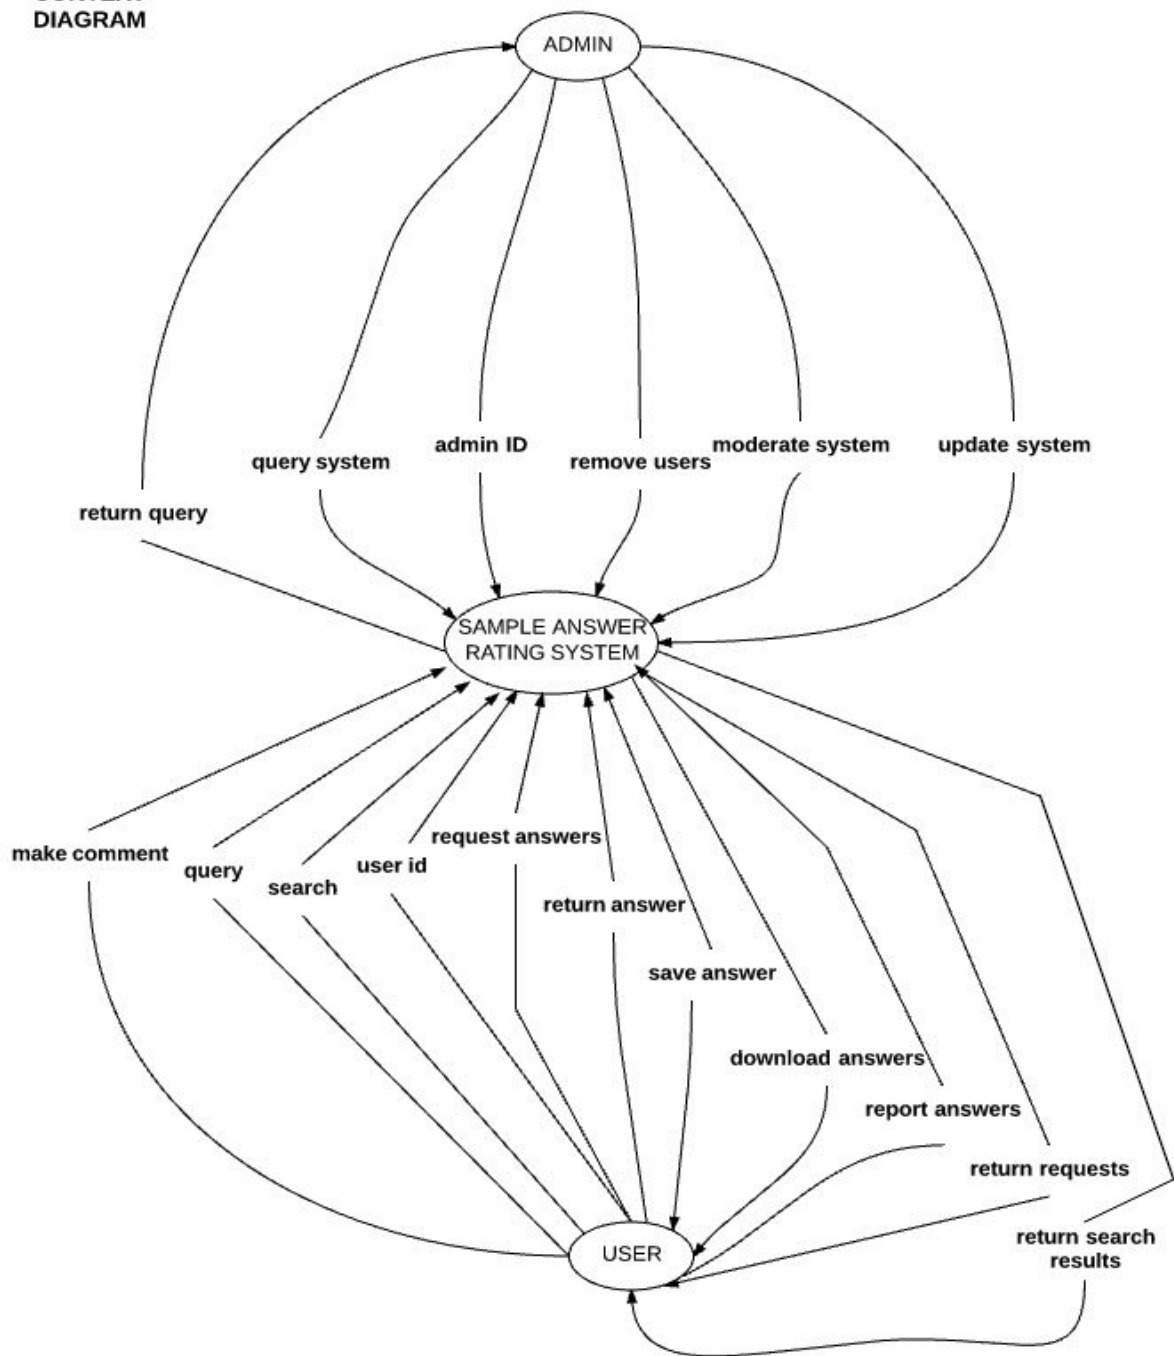 DIAGRAM
ADMIN
query system
admin ID
remove users
moderate system
update system
return query
SAMPLE ANSWER
RATING SYSTEM
make comment
query
search
user id
request answers
return answer
save answer
download answers
report answers
return requests
return search
results
USER